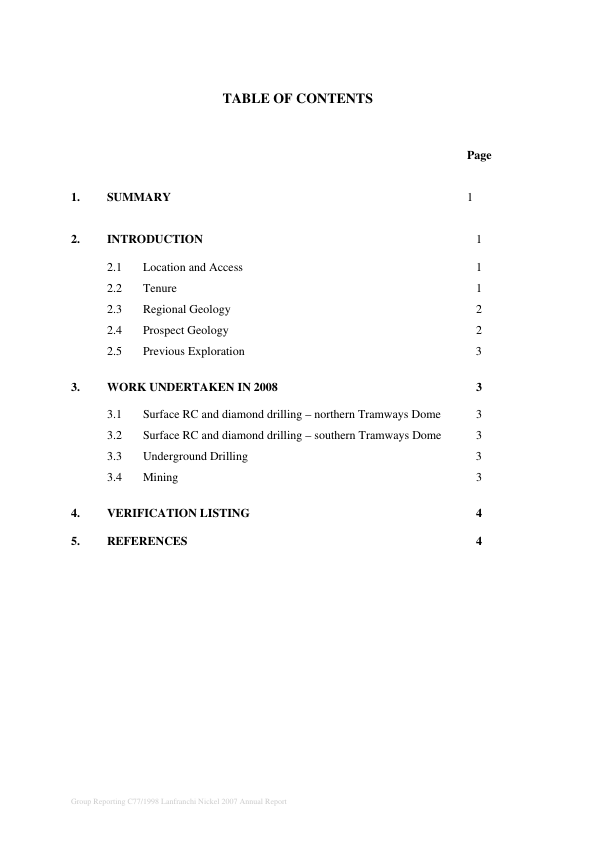 TABLE OF CONTENTS
Page
1. SUMMARY 1
2. INTRODUCTION 1
2.1 Location and Access 1
2.2 Tenure 1
2.3 Regional Geology 2
2.4 Prospect Geology 2
2.5 Previous Exploration 3
3. WORK UNDERTAKEN IN 2008 3
3.1 Surface RC and diamond drilling – northern Tramways Dome 3
3.2 Surface RC and diamond drilling – southern Tramways Dome 3
3.3 Underground Drilling 3
3.4 Mining 3
4. VERIFICATION LISTING 4
5. REFERENCES 4
Group Reporting C77/1998 Lanfranchi Nickel 2007 Annual Report